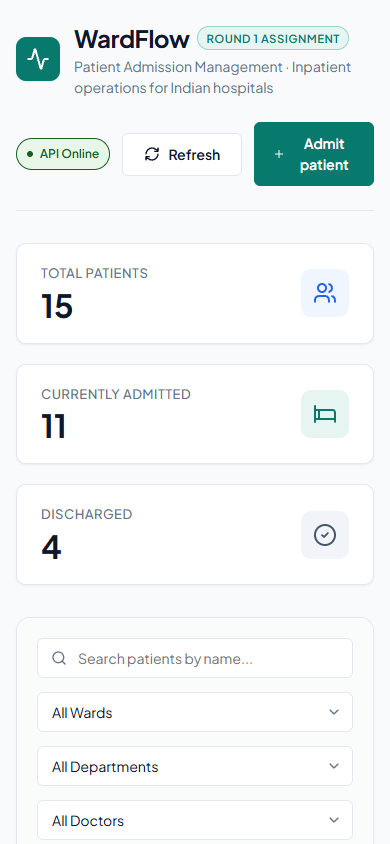 WardFlow ROUND 1 ASSIGNMENT
Patient Admission Management · Inpatient
operations for Indian hospitals
API Online
Refresh
+ Admit
patient
TOTAL PATIENTS
15
CURRENTLY ADMITTED
11
DISCHARGED
4
Search patients by name...
All Wards
All Departments
All Doctors